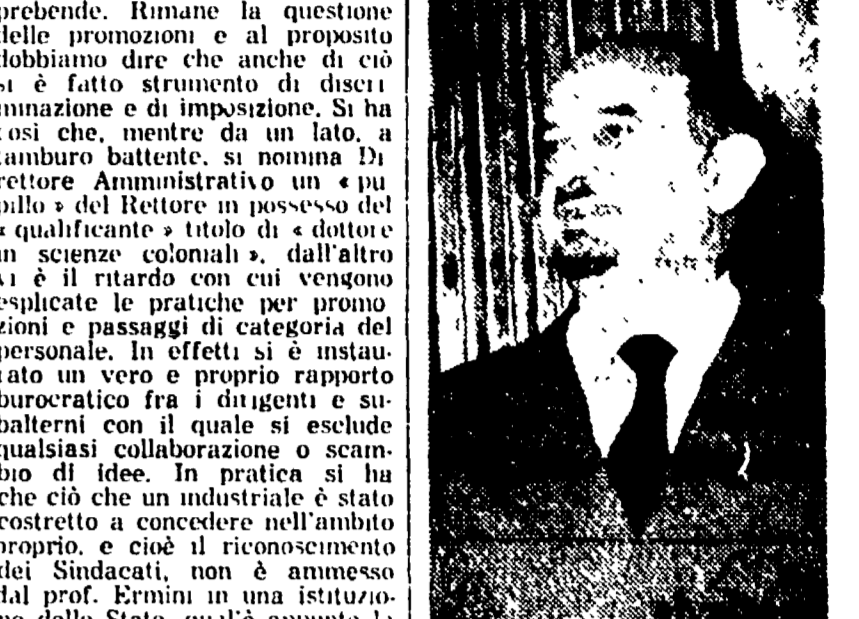 prebende. Rimane la questione
delle promozioni e al proposito
dobbiamo dire che anche di ciò
si è fatto strumento di discri
minazione e di imposizione. Si ha
così che, mentre da un lato, a
tamburo battente, si nomina Di
rettore Amministrativo un « pu
pillo » del Rettore in possesso del
« qualificante » titolo di « dottore
in scienze coloniali », dall'altro
vi è il ritardo con cui vengono
esplicate le pratiche per promo
zioni e passaggi di categoria del
personale. In effetti si è instau-
rato un vero e proprio rapporto
burocratico fra i dirigenti e su-
balterni con il quale si esclude
qualsiasi collaborazione o scam-
bio di idee. In pratica si ha
che ciò che un industriale è stato
costretto a concedere nell'ambito
proprio, e cioè il riconoscimento
dei Sindacati, non è ammesso
dal prof. Ermini in una istituzio-
ne dello Stato, qual'è appunto